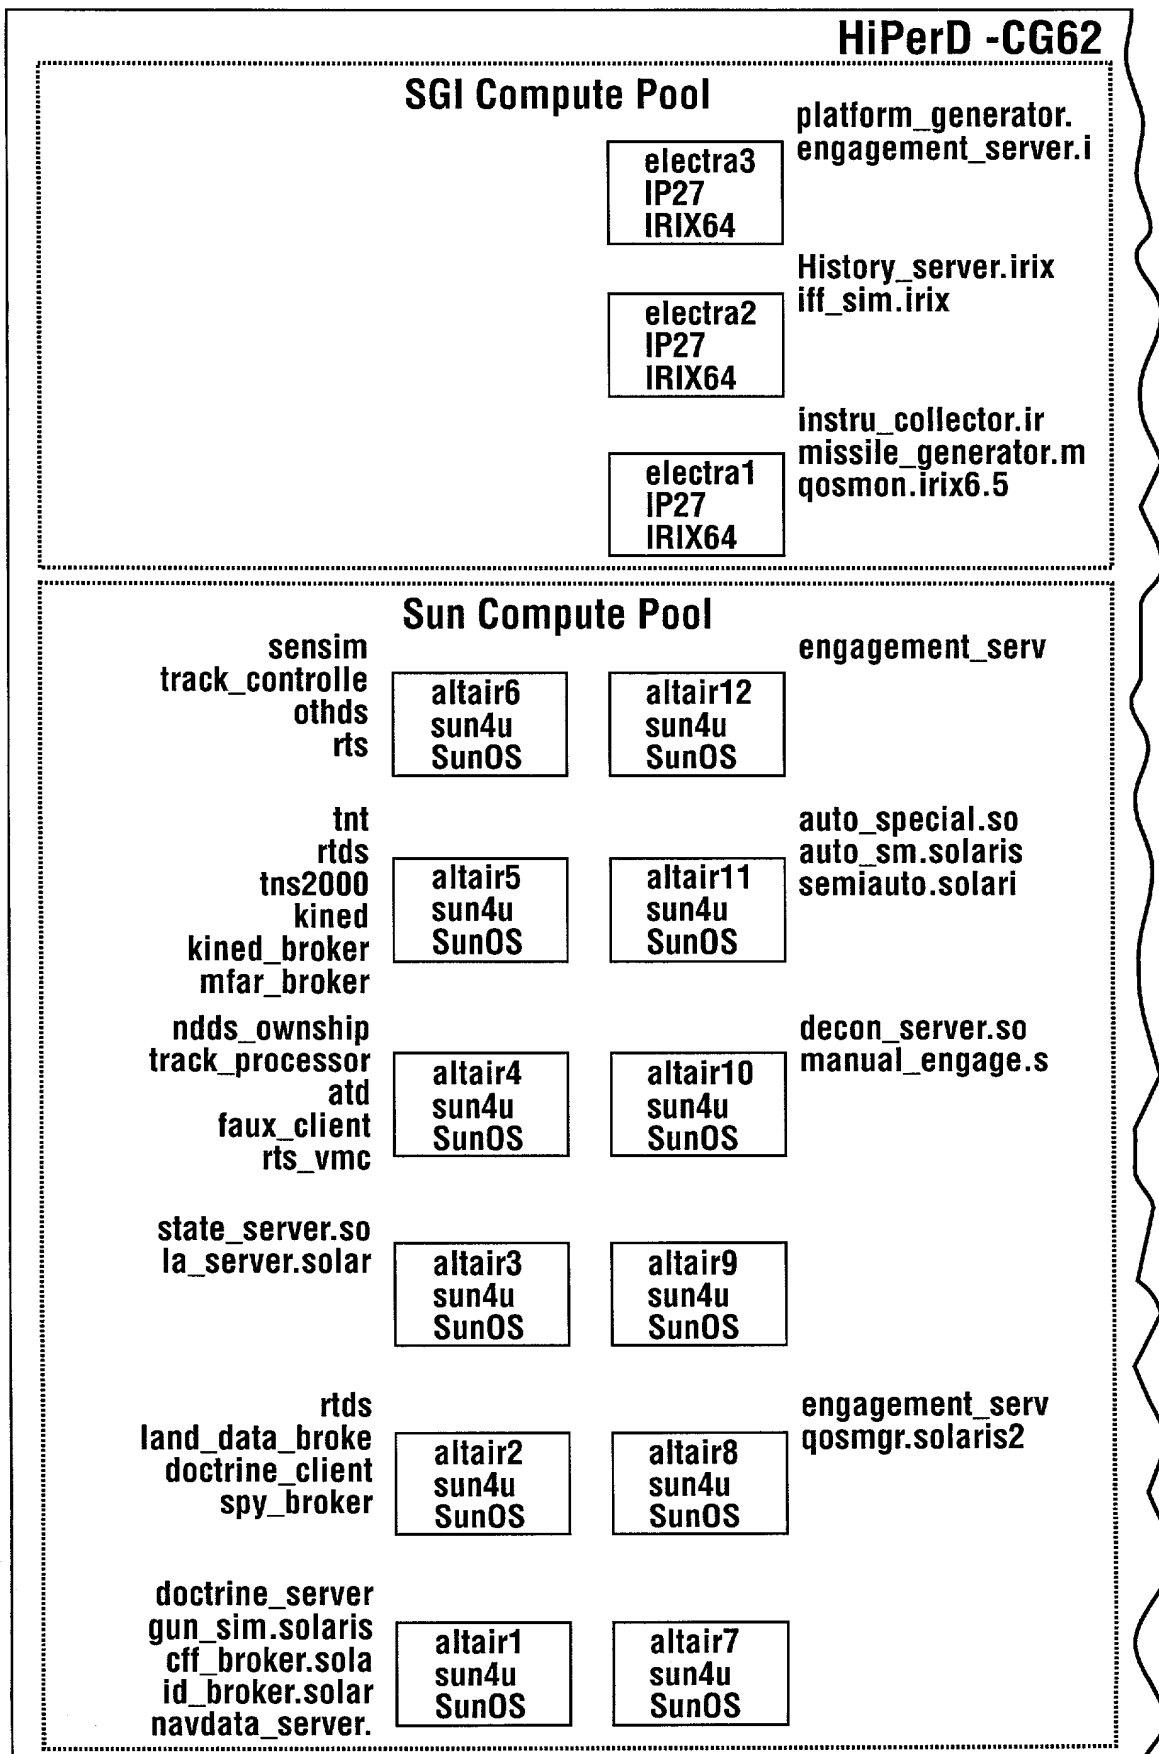 HiPerD -CG62
SGI Compute Pool
platform_generator.
engagement_server.i
electra3
IP27
IRIX64
History_server.irix
iff_sim.irix
electra2
IP27
IRIX64
instru_collector.ir
missile_generator.m
qosmon.irix6.5
electra1
IP27
IRIX64
Sun Compute Pool
sensim
track_controlle
othds
rts
altair6
sun4u
SunOS
altair12
sun4u
SunOS
engagement_serv
tnt
rtds
tns2000
kined
kined_broker
mfar_broker
altair5
sun4u
SunOS
altair11
sun4u
SunOS
auto_special.so
auto_sm.solaris
semiauto.solari
ndds_ownship
track_processor
atd
faux_client
rts_vmc
altair4
sun4u
SunOS
altair10
sun4u
SunOS
decon_server.so
manual_engage.s
state_server.so
la_server.solar
altair3
sun4u
SunOS
altair9
sun4u
SunOS
rtds
land_data_broke
doctrine_client
spy_broker
altair2
sun4u
SunOS
altair8
sun4u
SunOS
engagement_serv
qosmgr.solaris2
doctrine_server
gun_sim.solaris
cff_broker.sola
id_broker.solar
navdata_server.
altair1
sun4u
SunOS
altair7
sun4u
SunOS